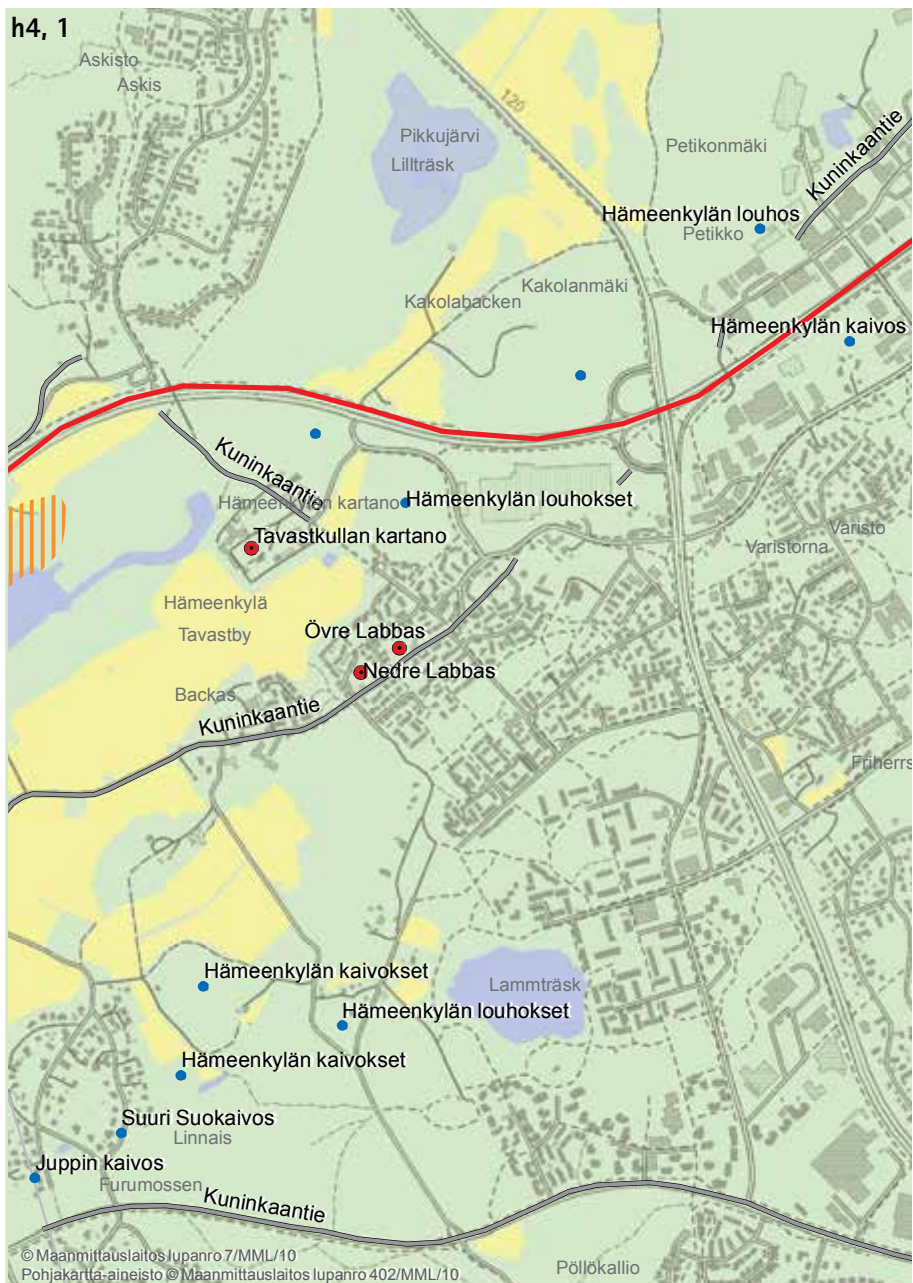 h4, 1
Askisto
Askis
120
Pikkujärvi
Lillträsk
Petikonmäki
Kuninkaantie
Hämeenkylän louhos
Petikko
Kakolanmäki
Kakolabacken
Hämeenkylän kaivos
Kuninkaantie
Hämeenkylän kartano
Hämeenkylän louhokset
Tavastkullan kartano
Varisto
Varistorna
Hämeenkylä
Tavastby
Övre Labbas
Nedre Labbas
Backas
Kuninkaantie
Friherrs
Hämeenkylän kaivokset
Lammträsk
Hämeenkylän louhokset
Hämeenkylän kaivokset
Suuri Suokaivos
Linnais
Juppin kaivos
Furumossen
Kuninkaantie
© Maanmittauslaitos lupanro 7/MML/10
Pohjakartta-aineisto © Maanmittauslaitos lupanro 402/MML/10
Pöllökallio